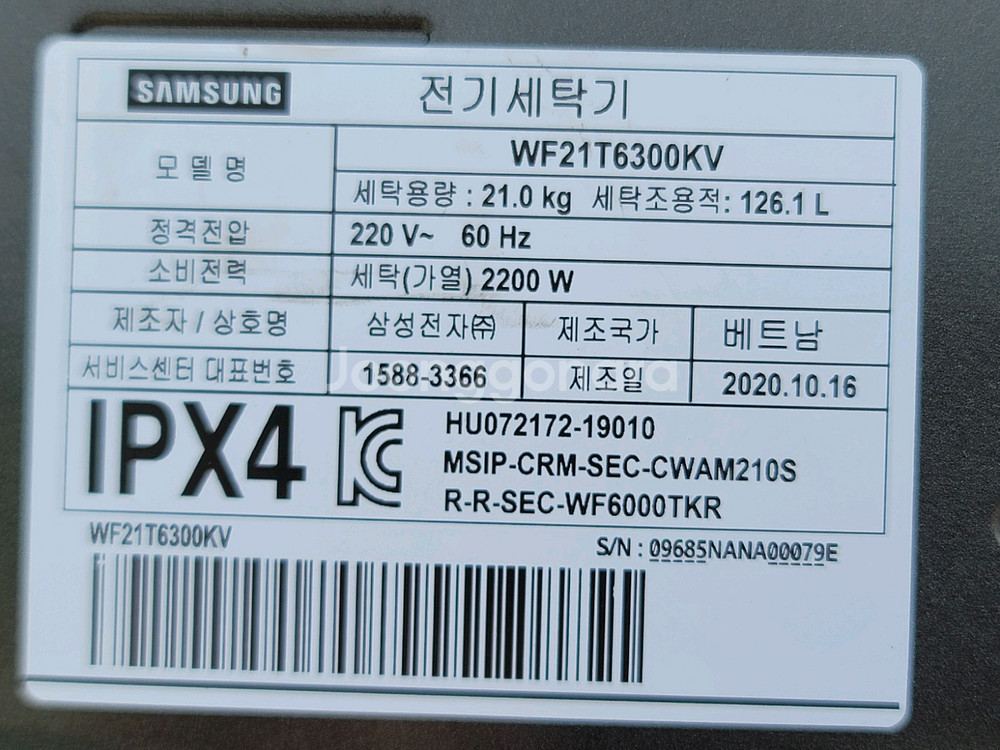 SAMSUNG 전기세탁기
모델명 WF21T6300KV
세탁용량 : 21.0 kg 세탁조용적: 126.1 L
정격전압 220 V~ 60 Hz
소비전력 세탁(가열) 2200 W
제조자 / 상호명 삼성전자㈜ 제조국가 베트남
서비스센터 대표번호 1588-3366 제조일 2020.10.16
Joonggonara
IPX4 HU072172-19010
MSIP-CRM-SEC-CWAM210S
R-R-SEC-WF6000TKR
WF21T6300KV S/N : 09685NANA00079E